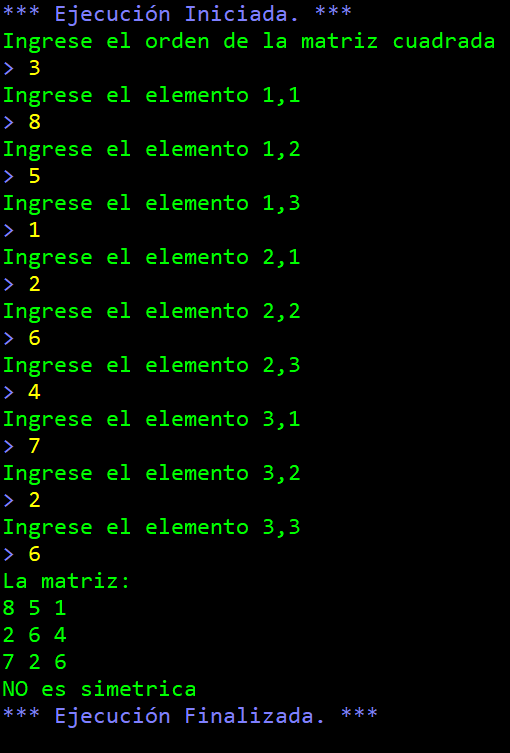 *** Ejecución Iniciada. ***
Ingrese el orden de la matriz cuadrada
> 3
Ingrese el elemento 1,1
> 8
Ingrese el elemento 1,2
> 5
Ingrese el elemento 1,3
> 1
Ingrese el elemento 2,1
> 2
Ingrese el elemento 2,2
> 6
Ingrese el elemento 2,3
> 4
Ingrese el elemento 3,1
> 7
Ingrese el elemento 3,2
> 2
Ingrese el elemento 3,3
> 6
La matriz:
8 5 1
2 6 4
7 2 6
NO es simetrica
*** Ejecución Finalizada. ***